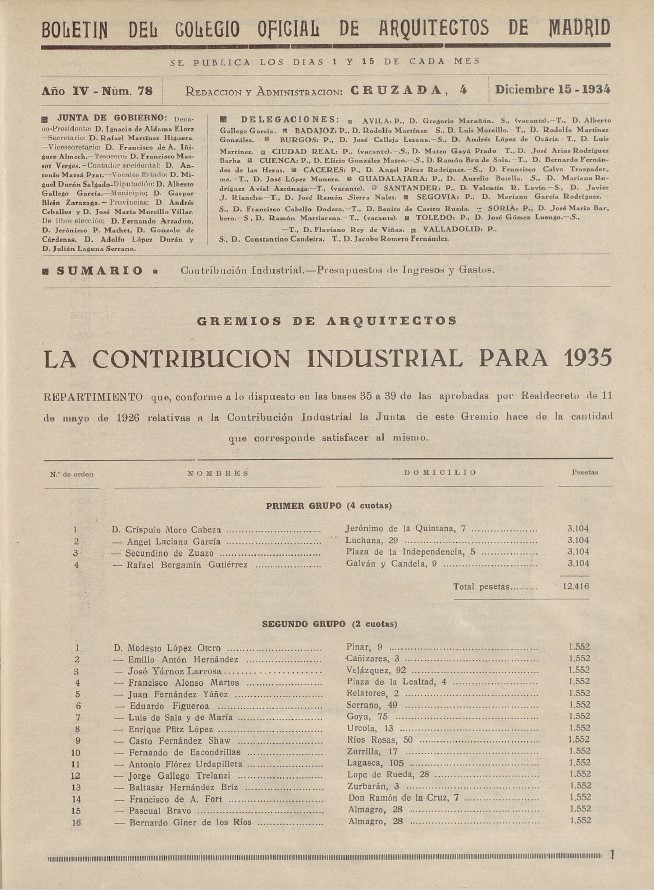 BOLETIN DEL COLEGIO OFICIAL DE ARQUITECTOS DE MADRID
SE PUBLICA LOS DIAS 1 Y 15 DE CADA MES
Año IV - Núm. 78
REDACCION Y ADMINISTRACION: CRUZADA, 4
Diciembre 15 - 1934
JUNTA DE GOBIERNO: Deca-
no-Presidente: D. Ignacio de Aldama Elorz
—Secretario: D. Rafael Martínez Higuera.
—Vicesecretario: D. Francisco de A. Iñi-
guez Almech.—Tesorero: D. Francisco Mas-
sot Verges.—Contador accidental: D. An-
tonio Marsá Prat.—Vocales Estado: D. Mi-
guel Durán Salgado.-Diputación: D. Alberto
Gallego García.—Municipio: D. Gaspar
Blein Zarazaga.—Provincias: D. Andrés
Ceballos y D. José María Morcillo Villar.
De libre elección: D. Fernando Arzadun,
D. Jerónimo P. Mathet, D. Gonzalo de
Cárdenas, D. Adolfo López Durán y
D. Julián Laguna Serrano.
DELEGACIONES: AVILA: P., D. Gregorio Marañón. S., (vacante).—T., D. Alberto
Gallego García. BADAJOZ: P., D. Rodolfo Martínez. S., D. Luis Morcillo. T., D. Rodolfo Martínez
González. BURGOS: P., D. José Calleja Lozano.—S., D. Andrés López de Ocáriz. T., D. Luis
Martínez. CIUDAD REAL: P., (vacante).—S., D. Mateo Gayá Prado T., D. José Arias Rodríguez
Barba CUENCA: P., D. Elicio González Mateo.—S., D. Ramón Bru de Sala.—T., D. Bernardo Fernán-
dez de las Heras. CACERES: P., D. Angel Pérez Rodríguez.—S., D. Francisco Calvo Traspader,
T., D. José López Munera. GUADALAJARA: P., D. Aurelio Botella. S., D. Mariano Ro-
dríguez Avial Azcúnaga—T., (vacante). SANTANDER: P., D. Valentín R. Lavín.—S., D. Javier
J. Riancho—T., D. José Ramón Sierra Nales. SEGOVIA: P., D. Mariano García Rodríguez.
S., D. Francisco Cabello Dodero.—T., D. Benito de Castro Rueda. — SORIA: P., D. José María Bar,
bero.—S., D. Ramón Martiarena.—T., (vacante). TOLEDO: P., D. José Gómez Luengo.—S.,
—T., D. Flaviano Rey de Viñas. VALLADOLID: P.,
S., D. Constantino Candeira. T., D. Jacobo Romero Fernández.
SUMARIO Contribución Industrial.—Presupuestos de Ingresos y Gastos.
GREMIOS DE ARQUITECTOS
LA CONTRIBUCION INDUSTRIAL PARA 1935
REPARTIMIENTO que, conforme a lo dispuesto en las bases 35 a 39 de las aprobadas por Realdecreto de 11
de mayo de 1926 relativas a la Contribución Industrial la Junta de este Gremio hace de la cantidad
que corresponde satisfacer al mismo.
N.º de orden NOMBRES DOMICILIO Pesetas
PRIMER GRUPO (4 cuotas)
1 D. Críspulo Moro Cabeza ........ Jerónimo de la Quintana, 7 ........ 3.104
2 — Angel Laciana García ........ Luchana, 29 ........ 3.104
3 — Secundino de Zuazo ........ Plaza de la Independencia, 5 ........ 3.104
4 — Rafael Bergamín Gutiérrez ........ Galván y Candela, 9 ........ 3.104
Total pesetas......... 12,416
SEGUNDO GRUPO (2 cuotas)
1 D. Modesto López Otero ........ Pinar, 9 ........ 1.552
2 — Emilio Antón Hernández ........ Cañizares, 3 ........ 1.552
3 — José Yárnoz Larrosa ........ Velázquez, 92 ........ 1.552
4 — Francisco Alonso Martos ........ Plaza de la Lealtad, 4 ........ 1.552
5 — Juan Fernández Yáñez ........ Relatores, 2 ........ 1.552
6 — Eduardo Figueroa ........ Serrano, 49 ........ 1.552
7 — Luis de Sala y de María ........ Goya, 75 ........ 1.552
8 — Enrique Pfitz López ........ Urcola, 13 ........ 1.552
9 — Casto Fernández Shaw ........ Ríos Rosas, 50 ........ 1.552
10 — Fernando de Escondrillas ........ Zorrilla, 17 ........ 1.552
11 — Antonio Flórez Urdapilleta ........ Lagasca, 105 ........ 1.552
12 — Jorge Gallego Trelanzi ........ Lope de Rueda, 28 ........ 1.552
13 — Baltasar Hernández Briz ........ Zurbarán, 3 ........ 1.552
14 — Francisco de A. Fort ........ Don Ramón de la Cruz, 7 ........ 1.552
15 — Pascual Bravo ........ Almagro, 28 ........ 1.552
16 — Bernardo Giner de los Ríos ........ Almagro, 28 ........ 1.552
1